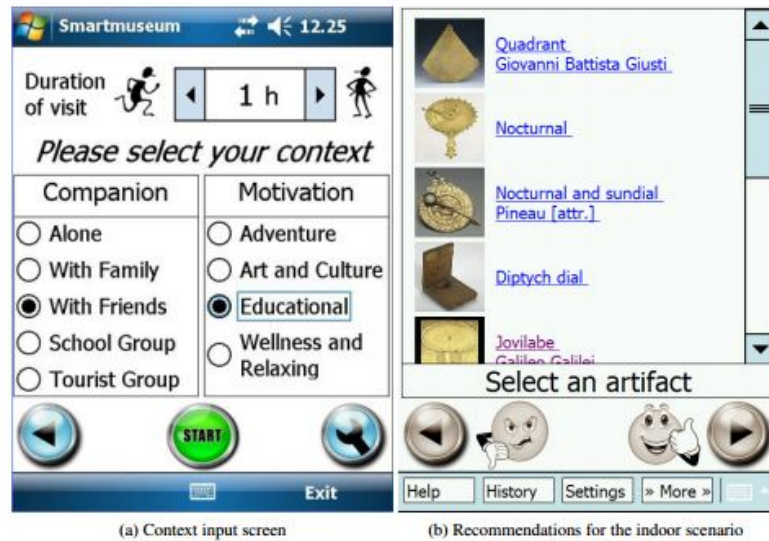 Smartmuseum 12.25
Duration
of visit
1 h
Please select your context
Companion
Alone
With Family
With Friends
School Group
Tourist Group
Motivation
Adventure
Art and Culture
Educational
Wellness and
Relaxing
START
Exit
(a) Context input screen
Quadrant
Giovanni Battista Giusti
Nocturnal
Nocturnal and sundial
Pineau [attr.]
Diptych dial
Jovilabe
Galileo Galilei
Select an artifact
Help History Settings » More »
(b) Recommendations for the indoor scenario